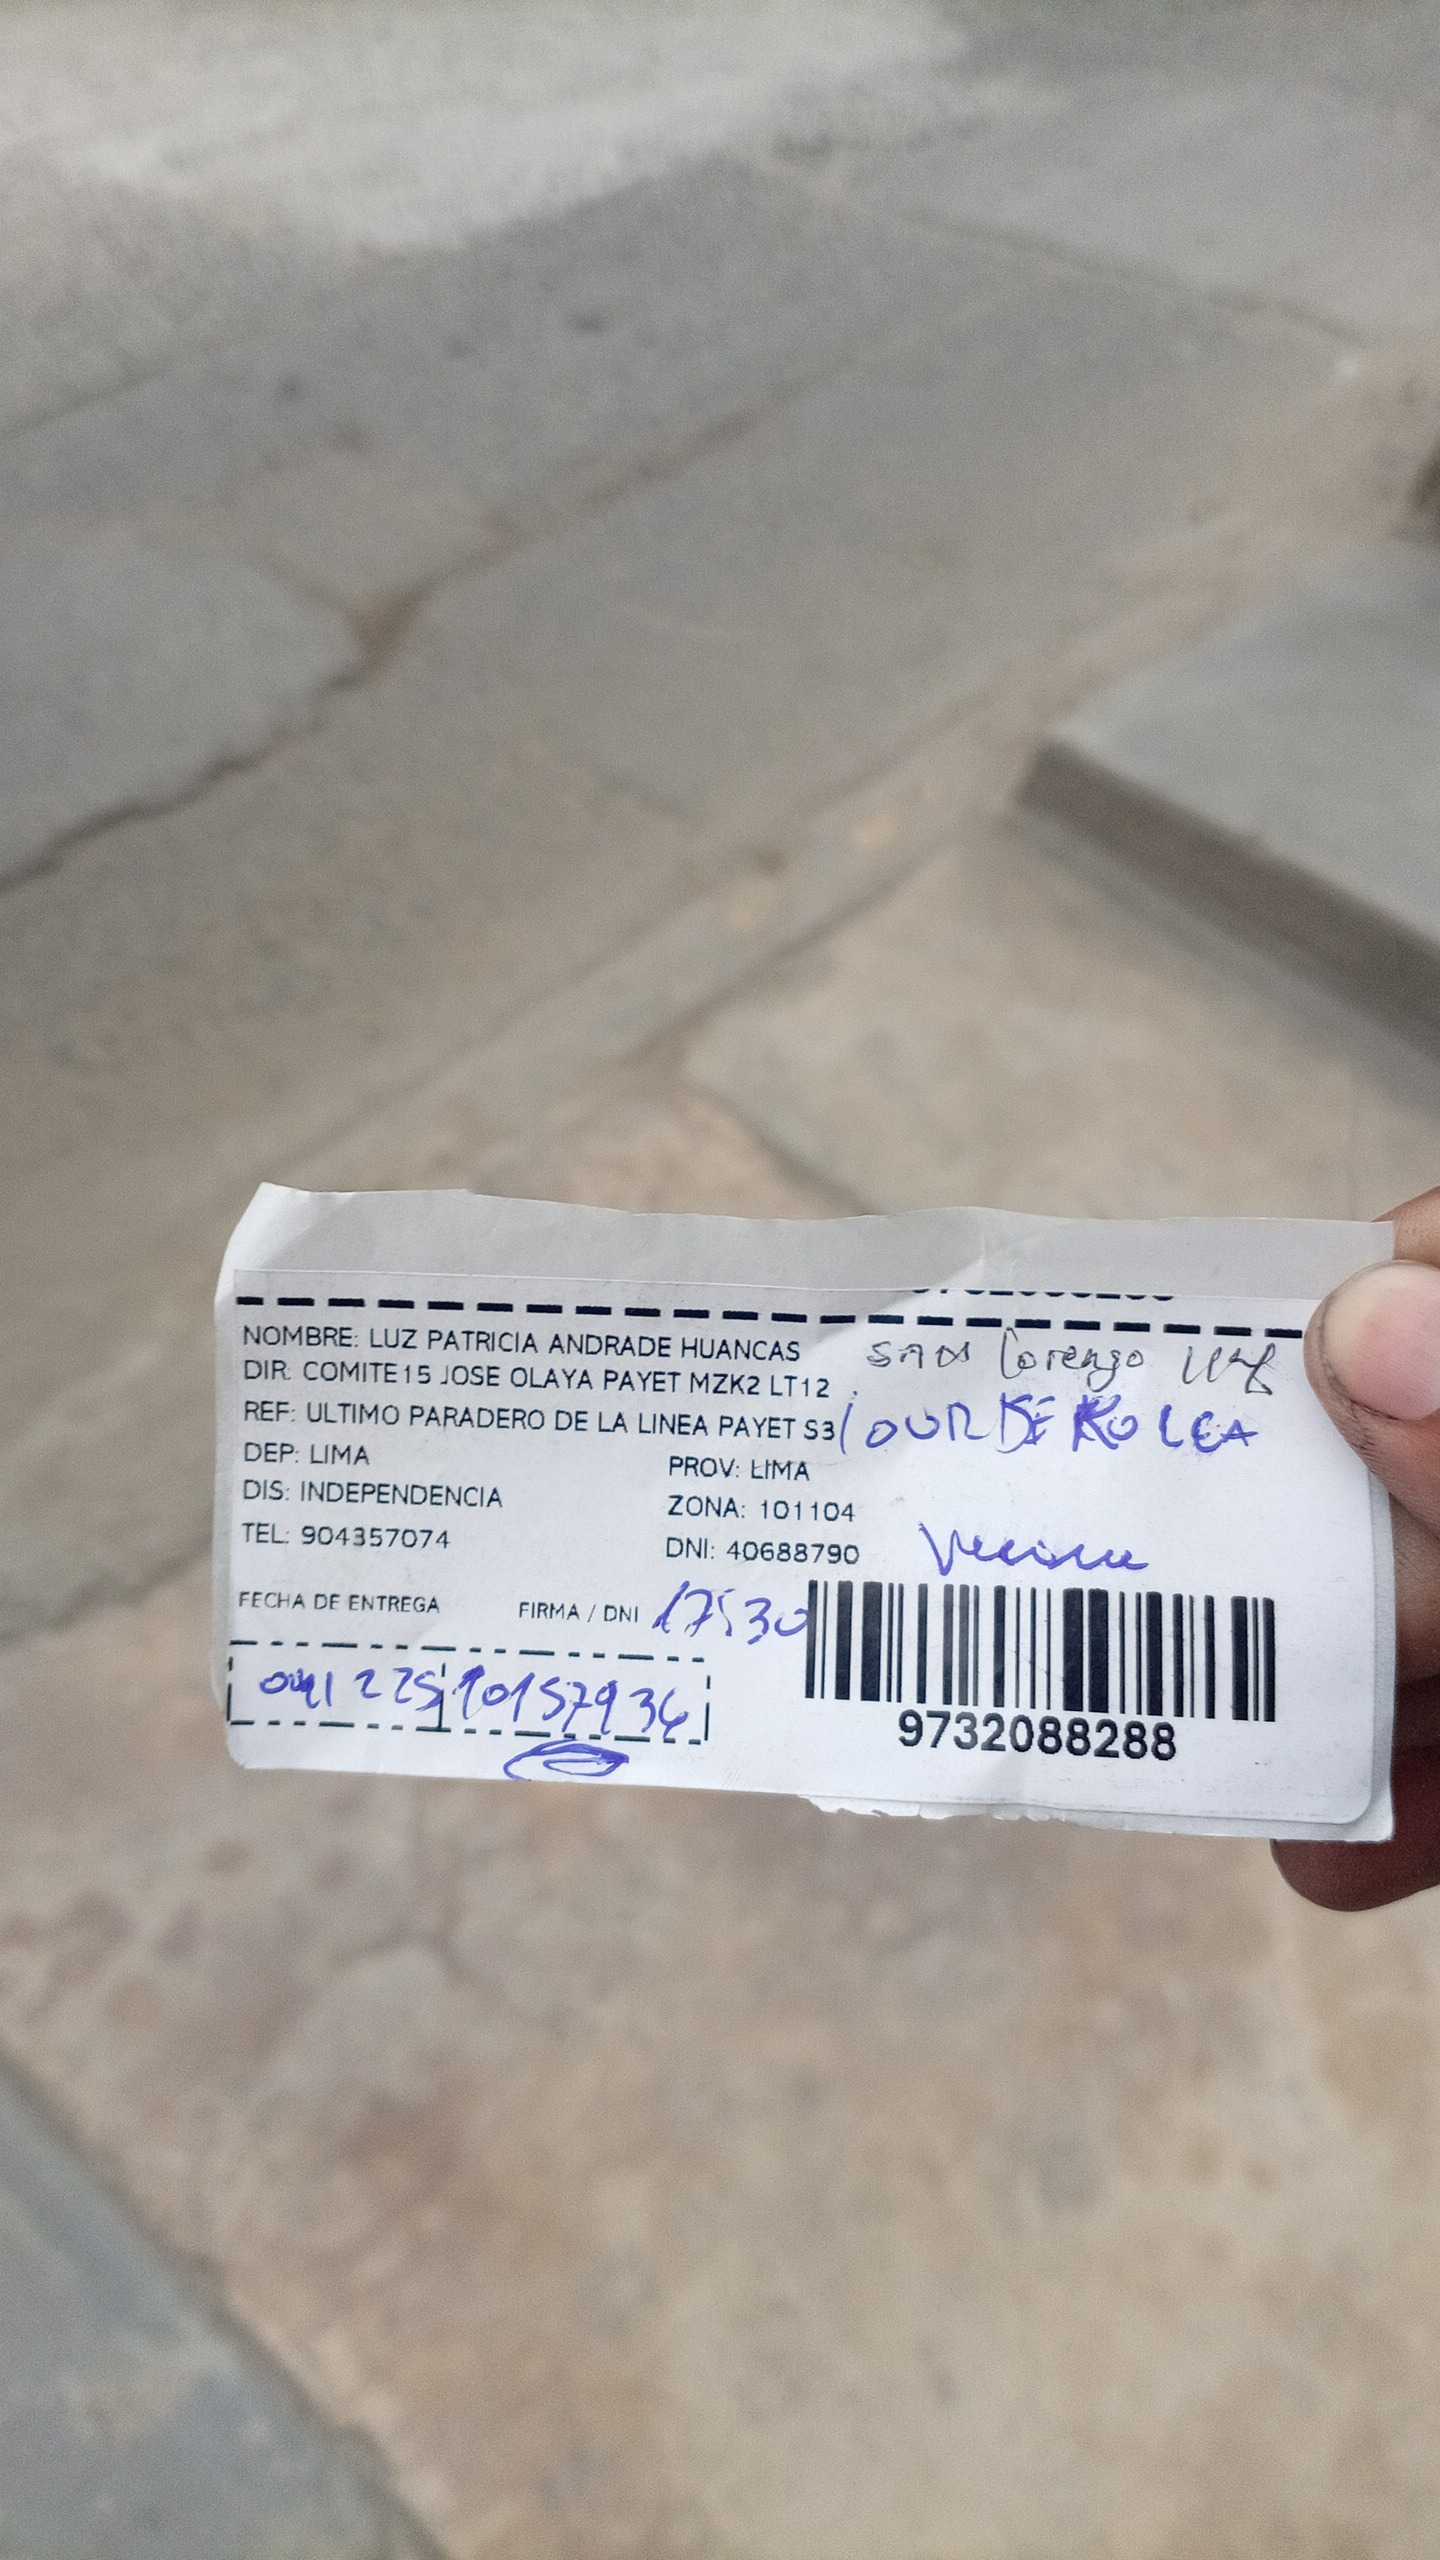 NOMBRE: LUZ PATRICIA ANDRADE HUANCAS
SAN Lorenzo
DIR: COMITE15 JOSE OLAYA PAYET MZK2 LT12
REF: ULTIMO PARADERO DE LA LINEA PAYET S3
DEP: LIMA
PROV: LIMA
DIS: INDEPENDENCIA
ZONA: 101104
TEL: 904357074
DNI: 40688790
FECHA DE ENTREGA
FIRMA / DNI
9732088288